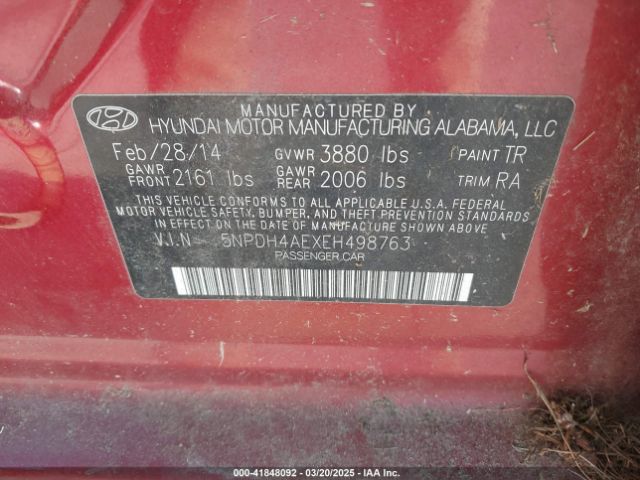 MANUFACTURED BY
HYUNDAI MOTOR MANUFACTURING ALABAMA, LLC
Feb/28/14 GVWR 3880 lbs PAINT TR
GAWR FRONT 2161 lbs GAWR REAR 2006 lbs TRIM RA
THIS VEHICLE CONFORMS TO ALL APPLICABLE U.S.A. FEDERAL
MOTOR VEHICLE SAFETY, BUMPER, AND THEFT PREVENTION STANDARDS
IN EFFECT ON THE DATE OF MANUFACTURE SHOWN ABOVE.
V.I.N 5NPDH4AEXEH498763
PASSENGER CAR
000-41848092 — 03/20/2025 — IAA Inc.